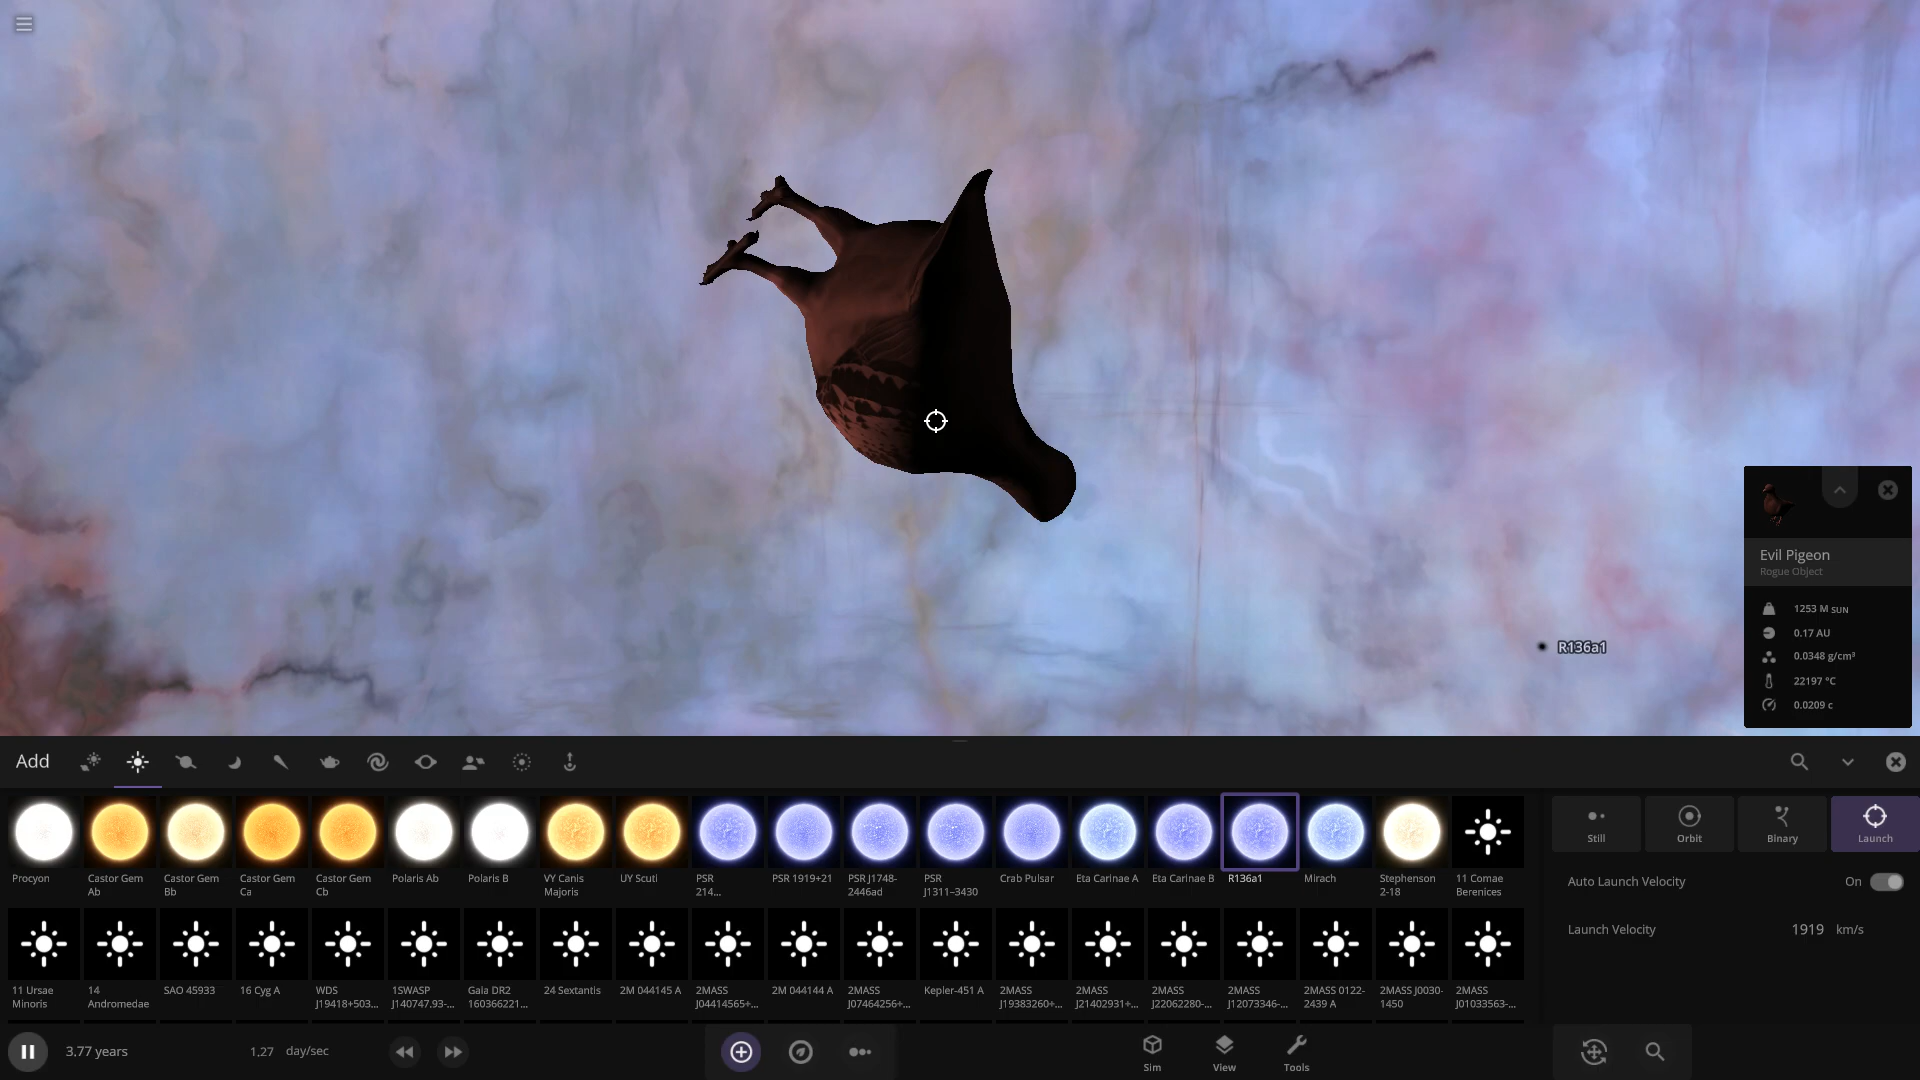 R136a1
Evil Pigeon
Rogue Object
1253 M SUN
0.17 AU
0.0348 g/cm³
22197 °C
0.0209 c
Add
Procyon
Castor Gem
Ab
Castor Gem
Bb
Castor Gem
Ca
Castor Gem
Cb
Polaris Ab
Polaris B
VY Canis
Majoris
UY Scuti
PSR
214...
PSR 1919+21
PSR J1748-
2446ad
PSR
J1311–3430
Crab Pulsar
Eta Carinae A
Eta Carinae B
R136a1
Mirach
Stephenson
2-18
11 Comae
Berenices
11 Ursae
Minoris
14
Andromedae
SAO 45933
16 Cyg A
WDS
J19418+503...
1SWASP
J140747.93-...
Gaia DR2
160366221...
24 Sextantis
2M 044145 A
2MASS
J04414565+...
2M 044144 A
2MASS
J07464256+...
Kepler-451 A
2MASS
J19383260+...
2MASS
J21402931+...
2MASS
J22062280-...
2MASS
J12073346-...
2MASS 0122-
2439 A
2MASS J0030-
1450
2MASS
J01033563-...
Still
Orbit
Binary
Launch
Auto Launch Velocity
On
Launch Velocity
1919 km/s
3.77 years
1.27 day/sec
Sim
View
Tools